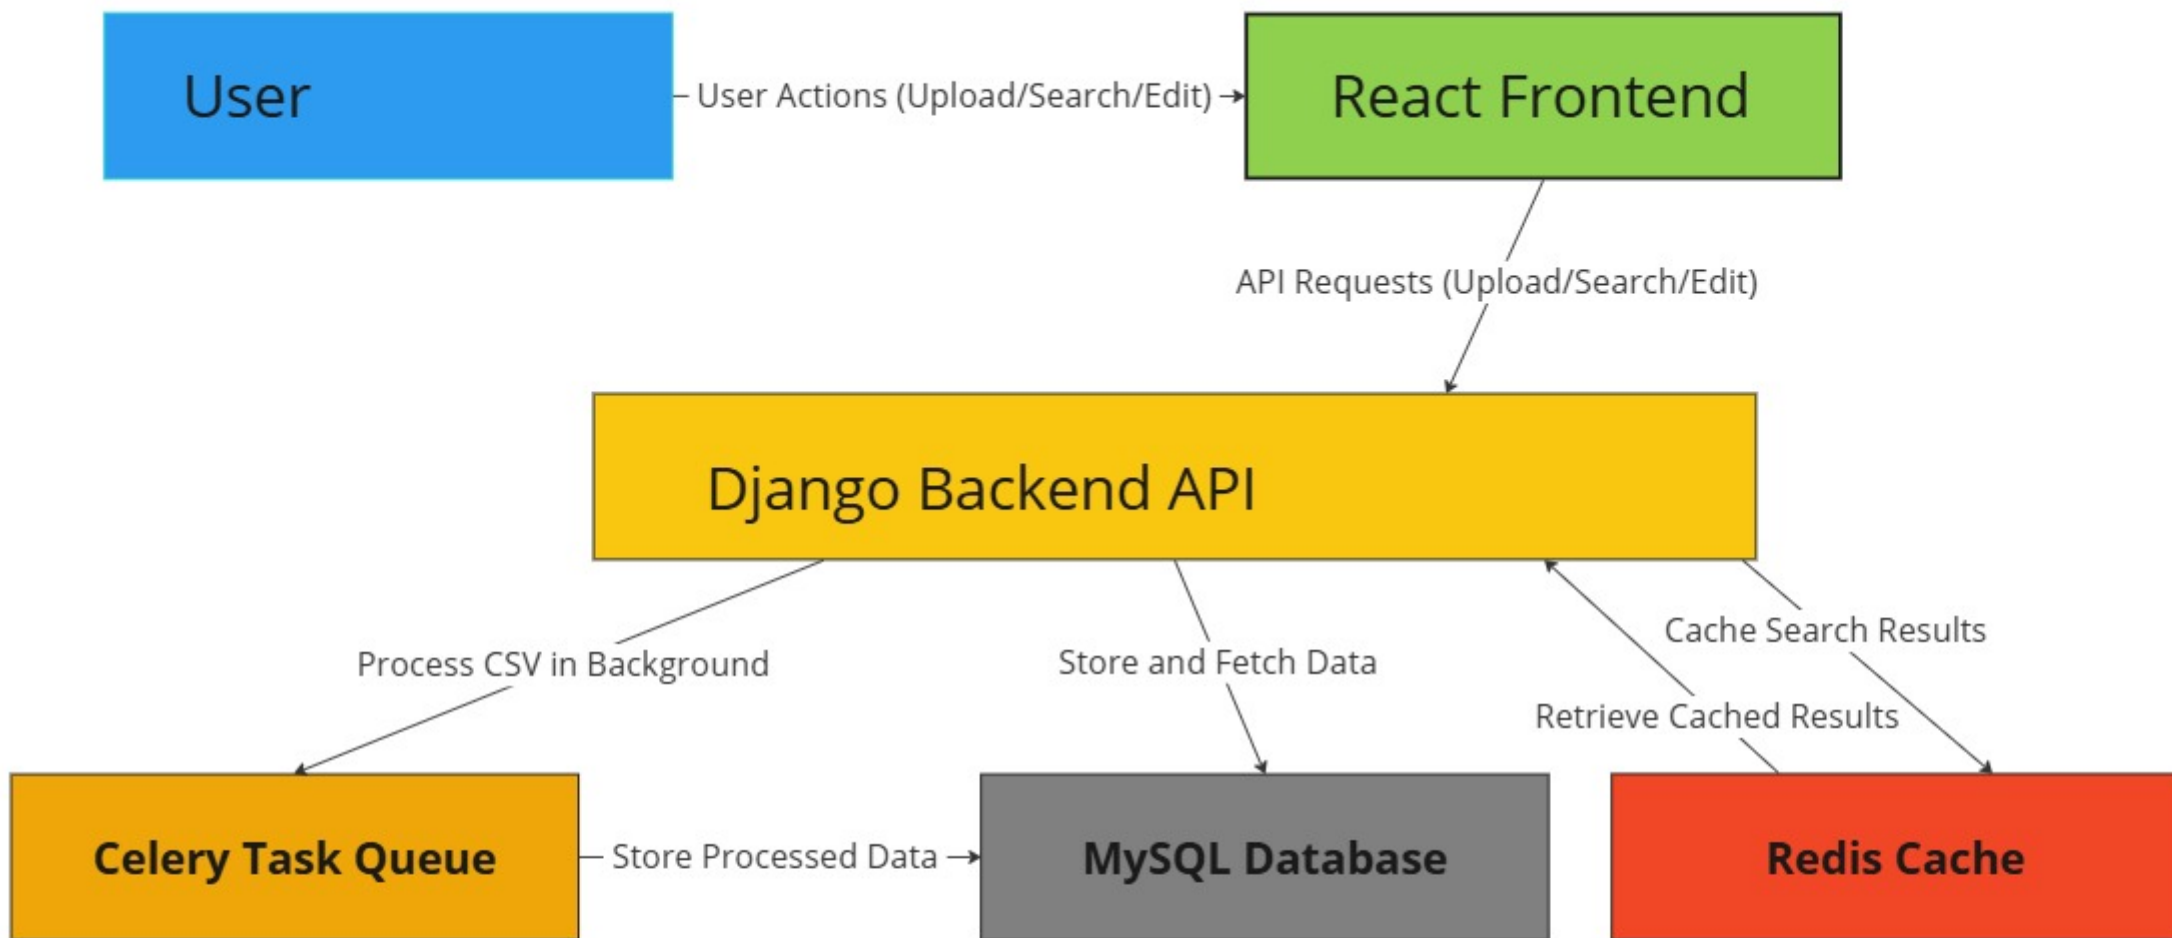 User
User Actions (Upload/Search/Edit)
React Frontend
API Requests (Upload/Search/Edit)
Django Backend API
Process CSV in Background
Store and Fetch Data
Cache Search Results
Retrieve Cached Results
Celery Task Queue
Store Processed Data
MySQL Database
Redis Cache